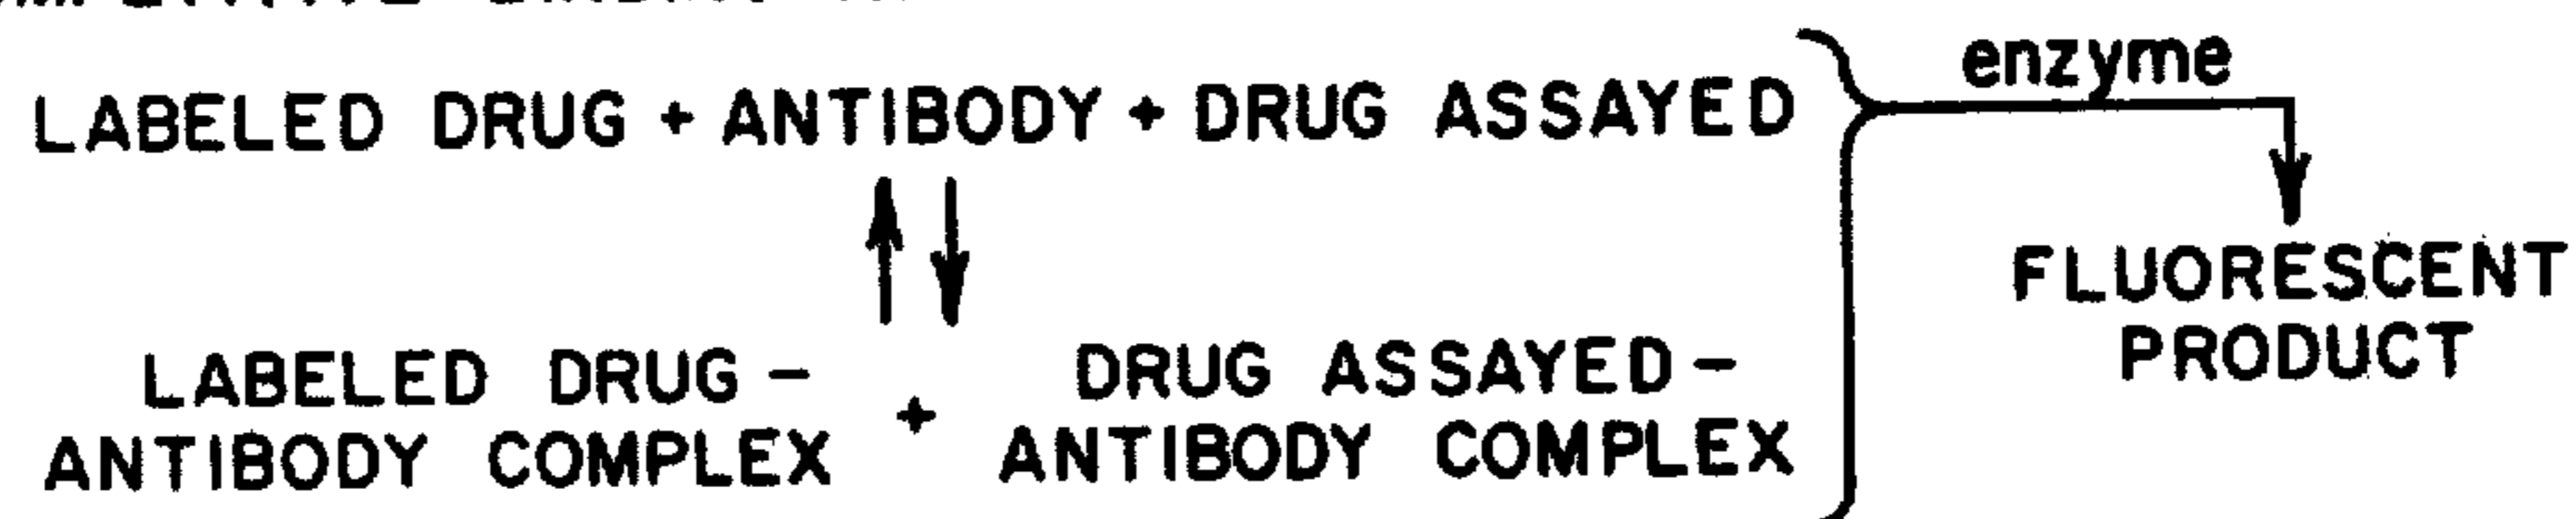 enzyme
LABELED DRUG + ANTIBODY + DRUG ASSAYED
FLUORESCENT
PRODUCT
LABELED DRUG – + DRUG ASSAYED –
ANTIBODY COMPLEX ANTIBODY COMPLEX